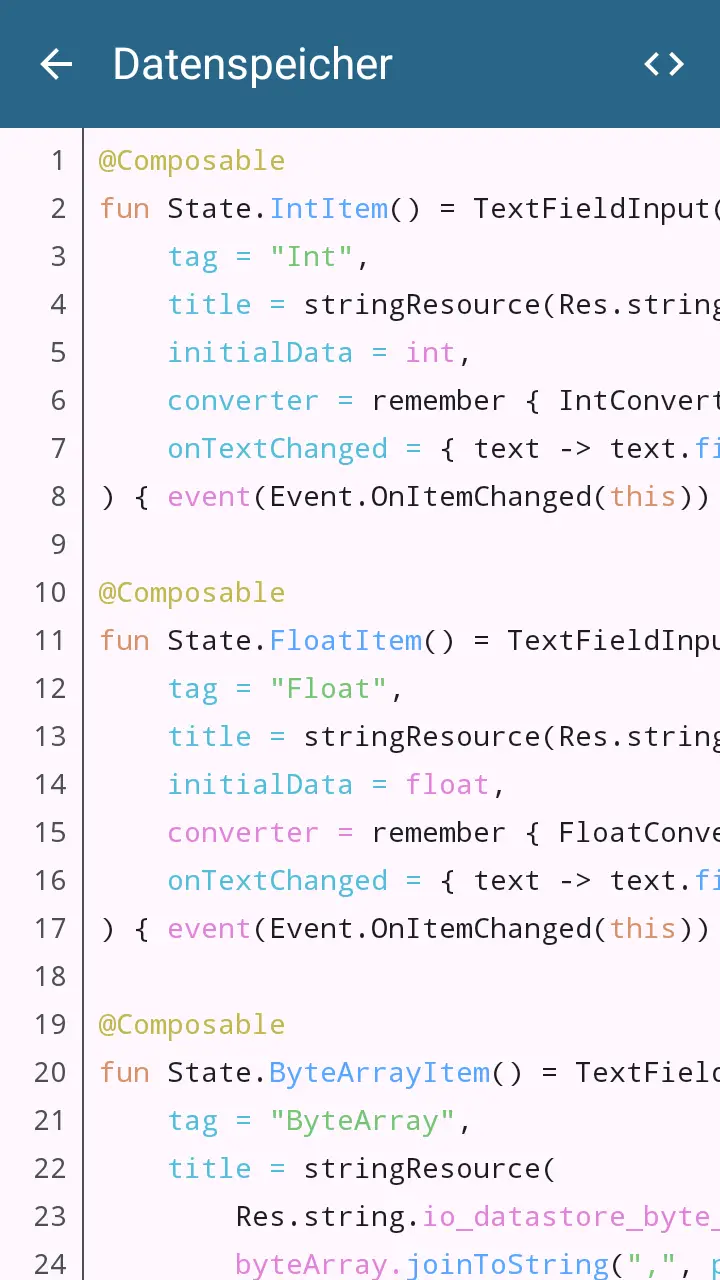 Datenspeicher
1 @Composable
2 fun State.IntItem() = TextFieldInput(
3 tag = "Int",
4 title = stringResource(Res.string
5 initialData = int,
6 converter = remember { IntConvert
7 onTextChanged = { text -> text.fi
8 ) { event(Event.OnItemChanged(this))
9
10 @Composable
11 fun State.FloatItem() = TextFieldInpu
12 tag = "Float",
13 title = stringResource(Res.string
14 initialData = float,
15 converter = remember { FloatConve
16 onTextChanged = { text -> text.fi
17 ) { event(Event.OnItemChanged(this))
18
19 @Composable
20 fun State.ByteArrayItem() = TextField
21 tag = "ByteArray",
22 title = stringResource(
23 Res.string.io_datastore_byte_
24 byteArray.joinToString(",", p